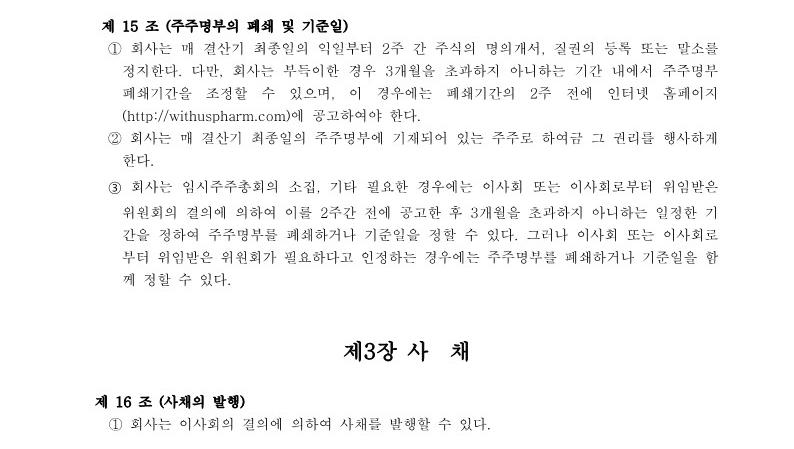 제 15 조 (주주명부의 폐쇄 및 기준일)
① 회사는 매 결산기 최종일의 익일부터 2주 간 주식의 명의개서, 질권의 등록 또는 말소를
정지한다. 다만, 회사는 부득이한 경우 3개월을 초과하지 아니하는 기간 내에서 주주명부
폐쇄기간을 조정할 수 있으며, 이 경우에는 폐쇄기간의 2주 전에 인터넷 홈페이지
(http://withuspharm.com)에 공고하여야 한다.
② 회사는 매 결산기 최종일의 주주명부에 기재되어 있는 주주로 하여금 그 권리를 행사하게
한다.
③ 회사는 임시주주총회의 소집, 기타 필요한 경우에는 이사회 또는 이사회로부터 위임받은
위원회의 결의에 의하여 이를 2주간 전에 공고한 후 3개월을 초과하지 아니하는 일정한 기
간을 정하여 주주명부를 폐쇄하거나 기준일을 정할 수 있다. 그러나 이사회 또는 이사회로
부터 위임받은 위원회가 필요하다고 인정하는 경우에는 주주명부를 폐쇄하거나 기준일을 함
께 정할 수 있다.
제3장 사 채
제 16 조 (사채의 발행)
① 회사는 이사회의 결의에 의하여 사채를 발행할 수 있다.